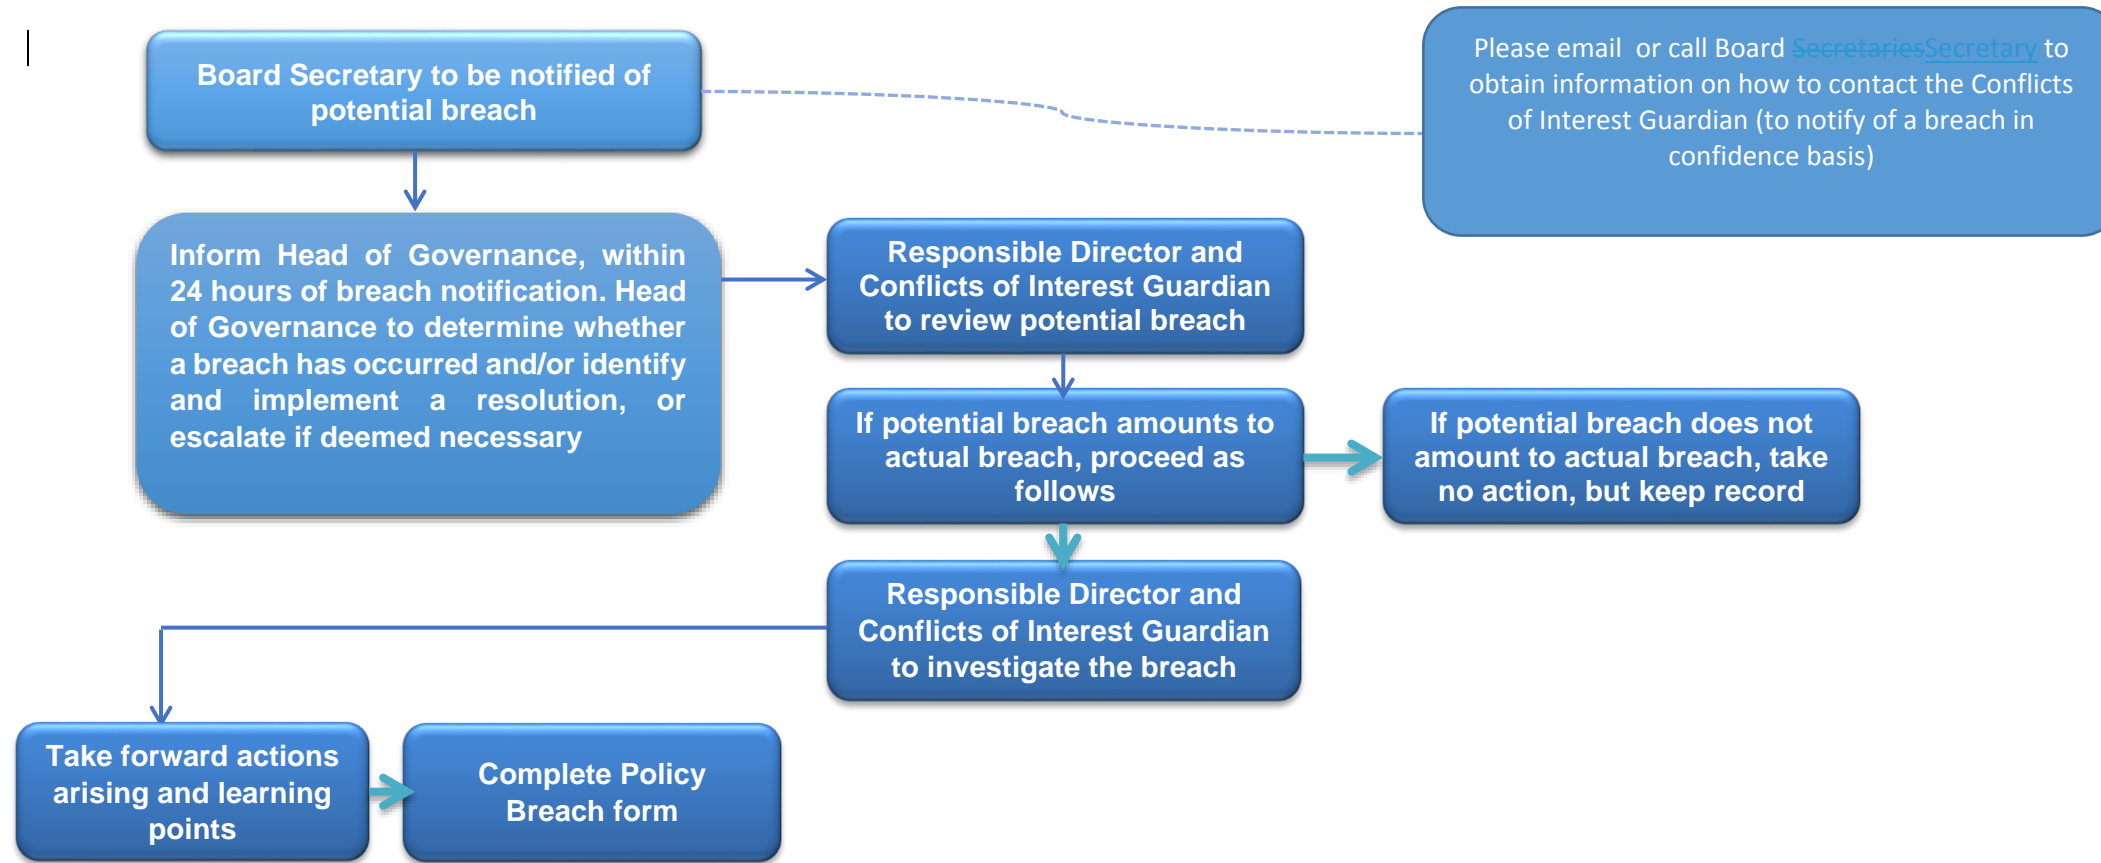 Board Secretary to be notified of
potential breach
Please email  or call Board SecretariesSecretary to
obtain information on how to contact the Conflicts
of Interest Guardian (to notify of a breach in
confidence basis)
Inform Head of Governance, within
24 hours of breach notification. Head
of Governance to determine whether
a breach has occurred and/or identify
and implement a resolution, or
escalate if deemed necessary
Responsible Director and
Conflicts of Interest Guardian
to review potential breach
If potential breach amounts to
actual breach, proceed as
follows
If potential breach does not
amount to actual breach, take
no action, but keep record
Responsible Director and
Conflicts of Interest Guardian
to investigate the breach
Take forward actions
arising and learning
points
Complete Policy
Breach form